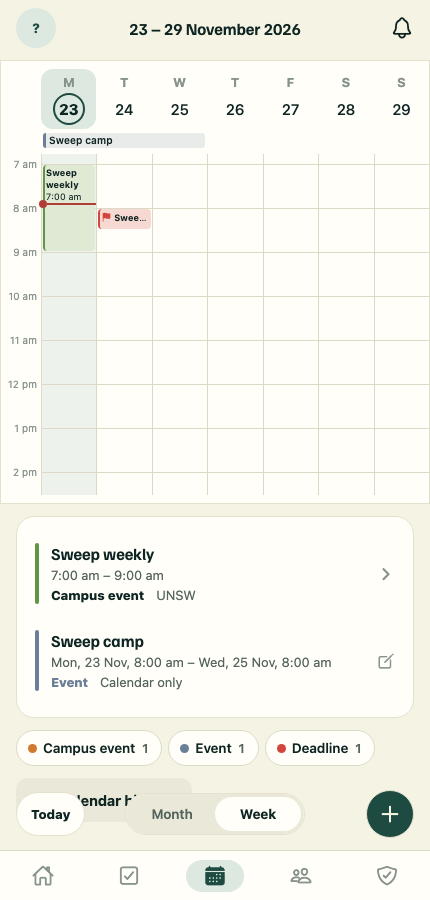 ?
23 – 29 November 2026
M T W T F S S
23 24 25 26 27 28 29
Sweep camp
7 am
Sweep
weekly
7:00 am
8 am
Swee...
9 am
10 am
11 am
12 pm
1 pm
2 pm
Sweep weekly
7:00 am – 9:00 am
Campus event UNSW
Sweep camp
Mon, 23 Nov, 8:00 am – Wed, 25 Nov, 8:00 am
Event Calendar only
Campus event 1
Event 1
Deadline 1
Today
Month
Week